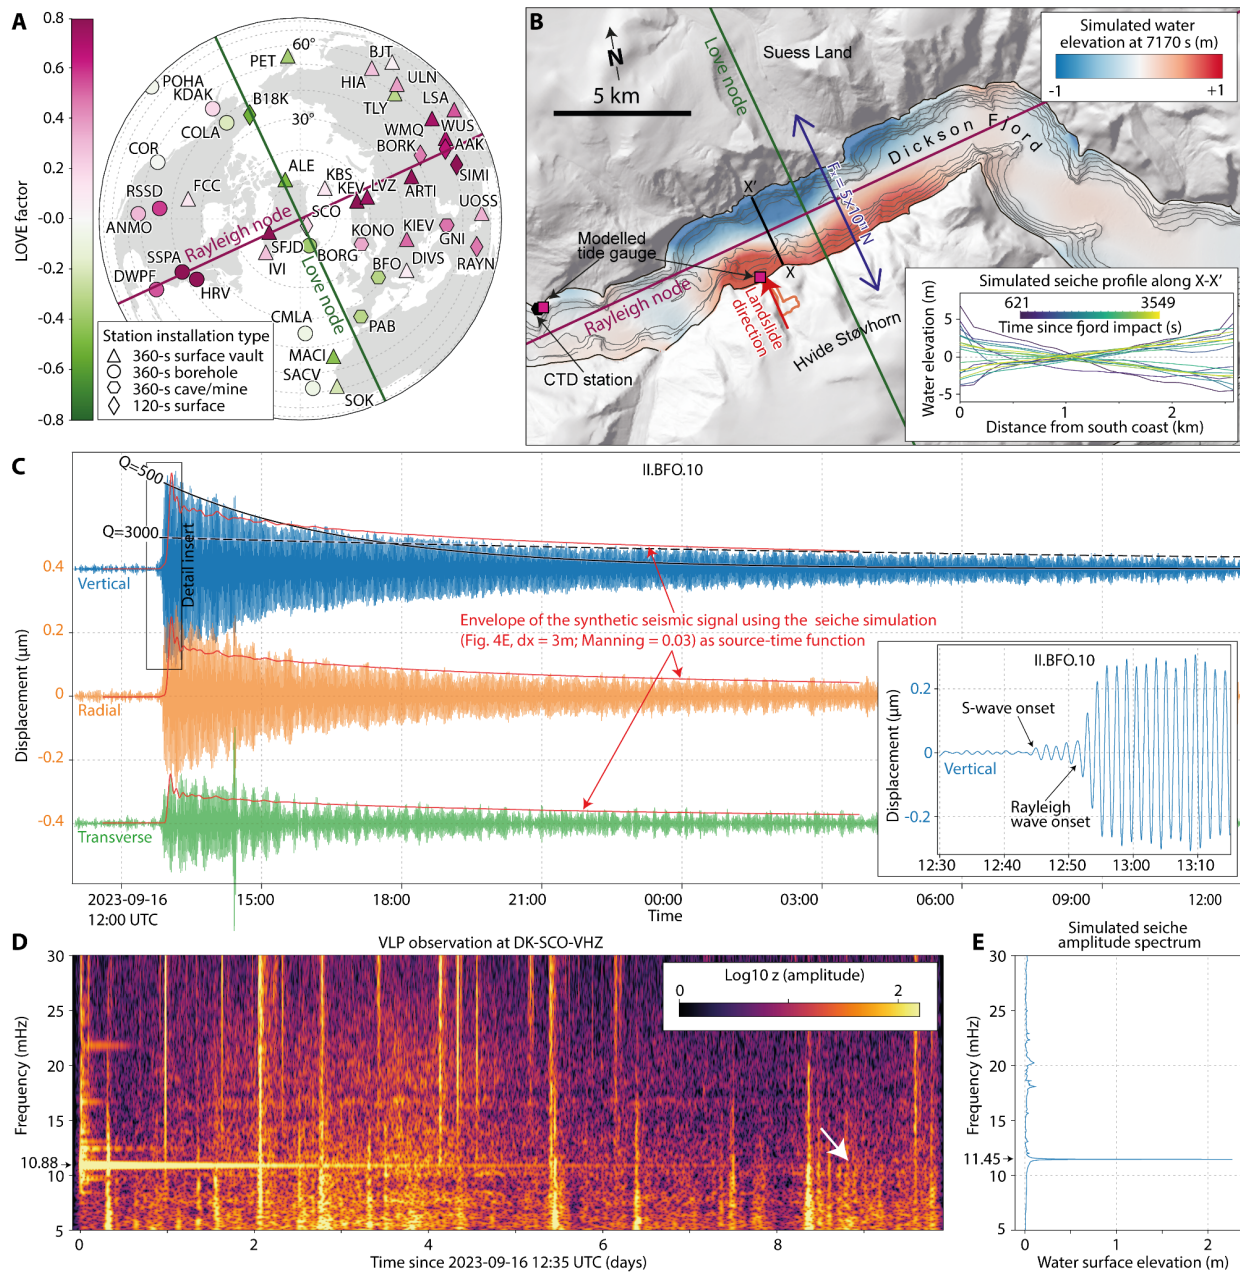 A
0.8
0.6
0.4
0.2
-0.0
-0.2
-0.4
-0.6
-0.8
LOVE factor
60°
30°
PET
BJT
HIA
ULN
TLY
LSA
POHA
KDAK
COLA
B18K
WMQ
WUS
BORK
AAK
SIMI
COR
RSSD
FCC
ALE
KBS
KEV
LVZ
ARTI
UOSS
ANMO
SCO
KONO
KIEV
GNI
SFJD
BORG
BFO
DIVS
RAYN
IVI
SSPA
DWPF
HRV
CMLA
PAB
MACI
SACV
SOK
Rayleigh node
Love node
Station installation type
360-s surface vault
360-s borehole
360-s cave/mine
120-s surface
B
N
5 km
Love node
Suess Land
Simulated water
elevation at 7170 s (m)
-1
+1
Dickson Fjord
X'
X
Modelled
tide gauge
Rayleigh node
CTD station
Landslide
direction
Hvide Støvhorn
Simulated seiche profile along X-X'
621
3549
Time since fjord impact (s)
Water elevation (m)
5
0
-5
0
1
2
Distance from south coast (km)
C
II.BFO.10
Q=500
Q=3000
Detail insert
0.4
Vertical
0.2
0
Radial
-0.2
-0.4
Transverse
Displacement (μm)
Envelope of the synthetic seismic signal using the seiche simulation
(Fig. 4E, dx = 3m; Manning = 0.03) as source-time function
2023-09-16
12:00 UTC
15:00
18:00
21:00
00:00
03:00
09:00
12:00
Time
II.BFO.10
0.2
0
-0.2
Displacement (μm)
S-wave onset
Vertical
Rayleigh
wave onset
12:30
12:40
12:50
13:00
13:10
D
VLP observation at DK-SCO-VHZ
Log10 z (amplitude)
0
2
30
25
20
15
10.88
10
5
Frequency (mHz)
0
2
4
6
8
Time since 2023-09-16 12:35 UTC (days)
E
Simulated seiche
amplitude spectrum
30
25
20
15
11.45
10
5
Frequency (mHz)
0
1
2
Water surface elevation (m)